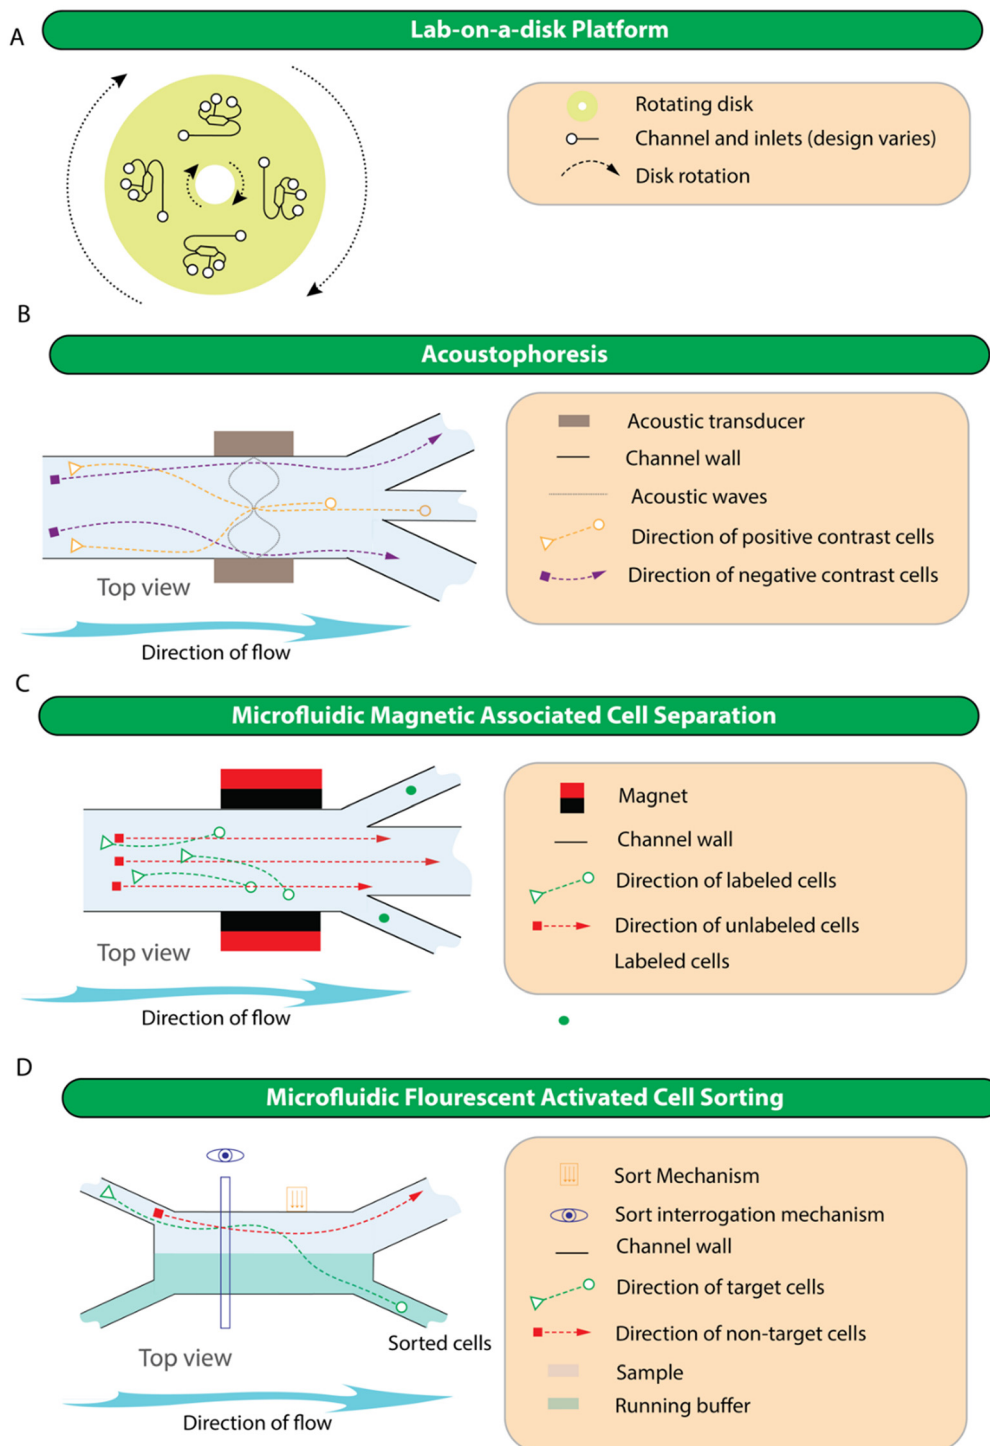 A
Lab-on-a-disk Platform
Rotating disk
Channel and inlets (design varies)
Disk rotation
B
Acoustophoresis
Acoustic transducer
Channel wall
Acoustic waves
Direction of positive contrast cells
Direction of negative contrast cells
Top view
Direction of flow
C
Microfluidic Magnetic Associated Cell Separation
Magnet
Channel wall
Direction of labeled cells
Direction of unlabeled cells
Labeled cells
Top view
Direction of flow
D
Microfluidic Flourescent Activated Cell Sorting
Sort Mechanism
Sort interrogation mechanism
Channel wall
Direction of target cells
Direction of non-target cells
Sample
Running buffer
Sorted cells
Top view
Direction of flow